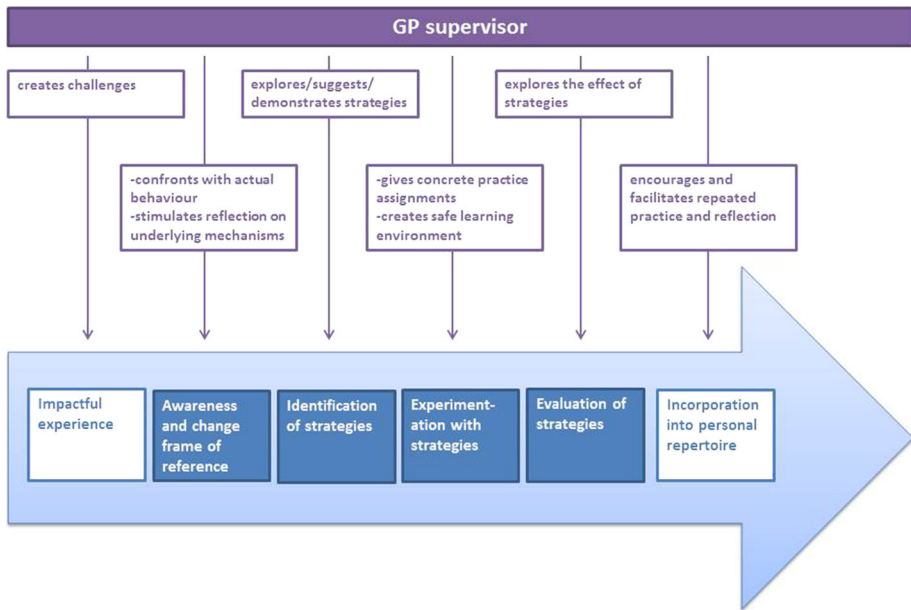 GP supervisor
creates challenges
explores/suggests/
demonstrates strategies
explores the effect of
strategies
-confronts with actual
behaviour
-stimulates reflection on
underlying mechanisms
-gives concrete practice
assignments
-creates safe learning
environment
encourages and
facilitates repeated
practice and reflection
Impactful
experience
Awareness
and change
frame of
reference
Identification
of strategies
Experiment-
ation with
strategies
Evaluation of
strategies
Incorporation
into personal
repertoire